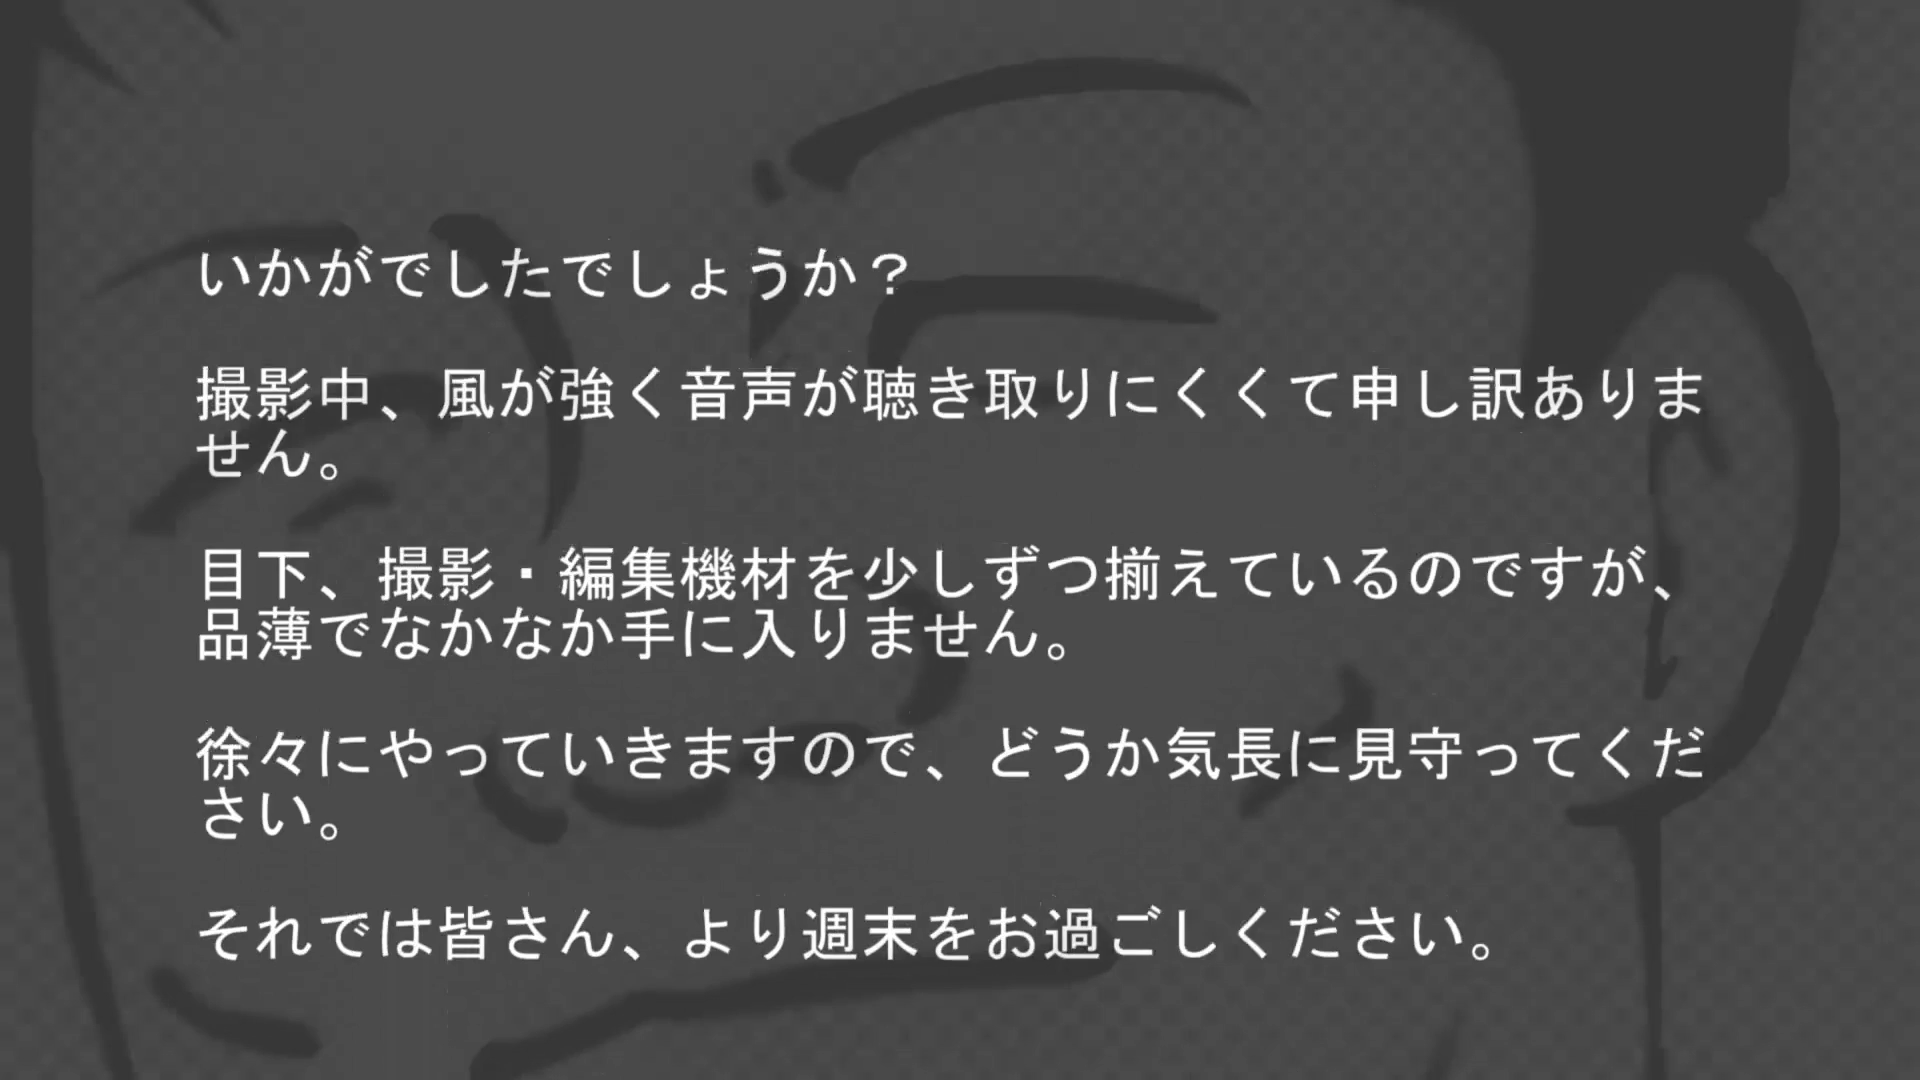 いかがでしたでしょうか？
撮影中、風が強く音声が聴き取りにくくて申し訳ありま
せん。
目下、撮影・編集機材を少しずつ揃えているのですが、
品薄でなかなか手に入りません。
徐々にやっていきますので、どうか気長に見守ってくだ
さい。
それでは皆さん、より週末をお過ごしください。